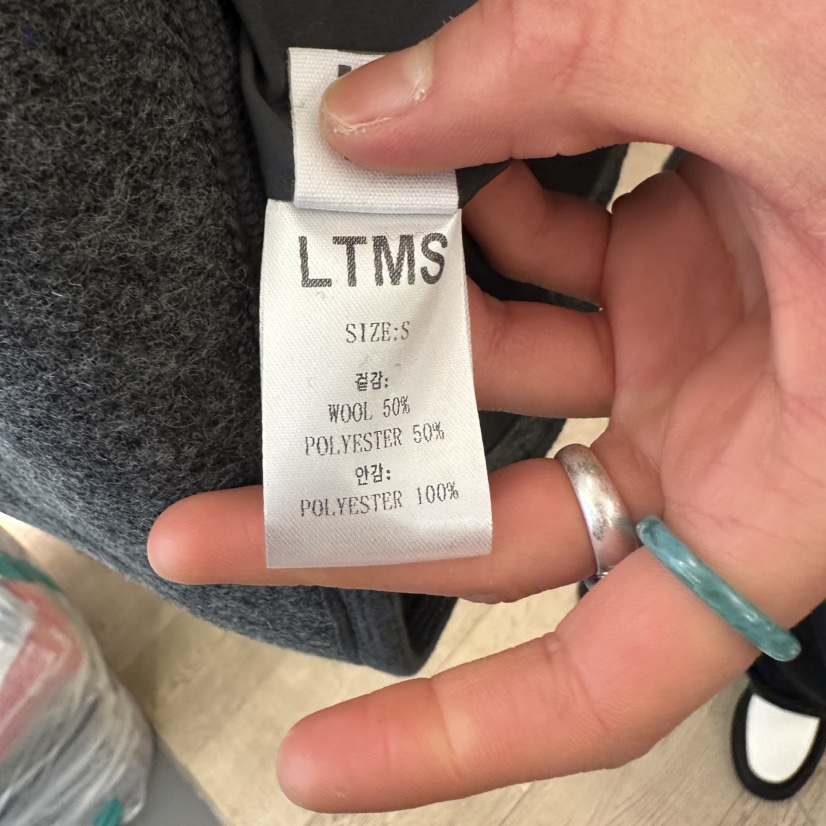 LTMS
SIZE:S
겉감:
WOOL 50%
POLYESTER 50%
안감:
POLYESTER 100%